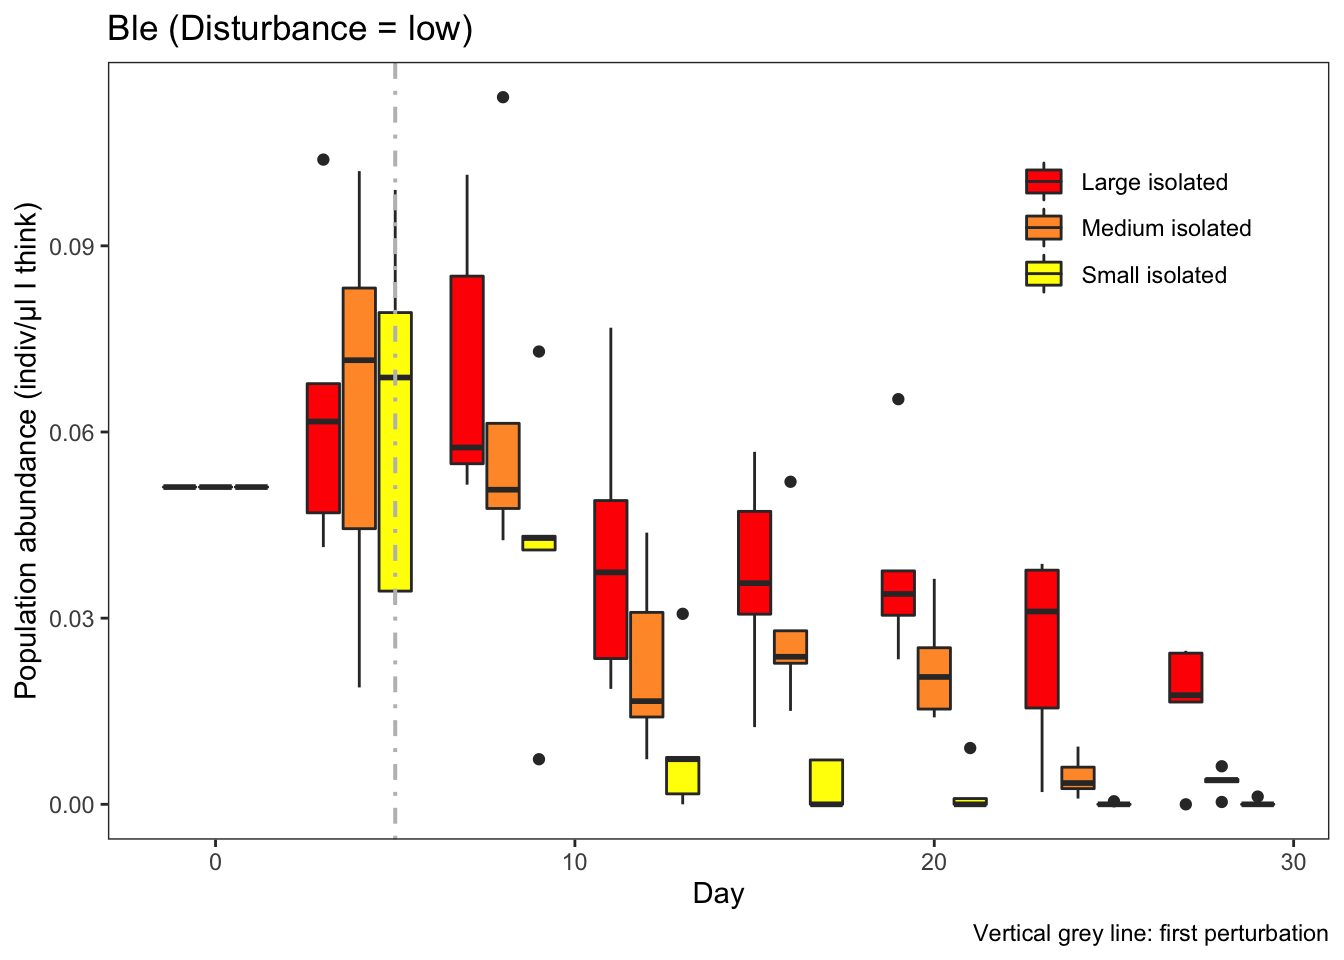 Ble (Disturbance = low)
Population abundance (indiv/µl I think)
0.09
0.06
0.03
0.00
Large isolated
Medium isolated
Small isolated
0
10
20
30
Day
Vertical grey line: first perturbation